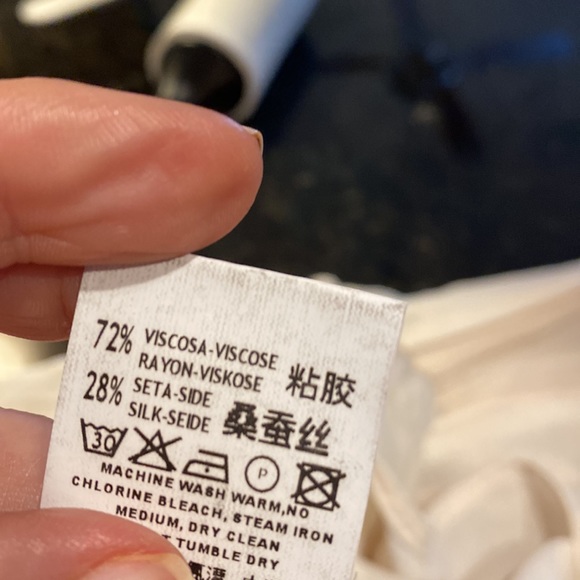 72% VISCOSA-VISCOSE
RAYON-VISKOSE 粘胶
28% SETA-SIDE
SILK-SEIDE 桑蚕丝
30 P
MACHINE WASH WARM,NO
CHLORINE BLEACH, STEAM IRON
MEDIUM, DRY CLEAN
TUMBLE DRY